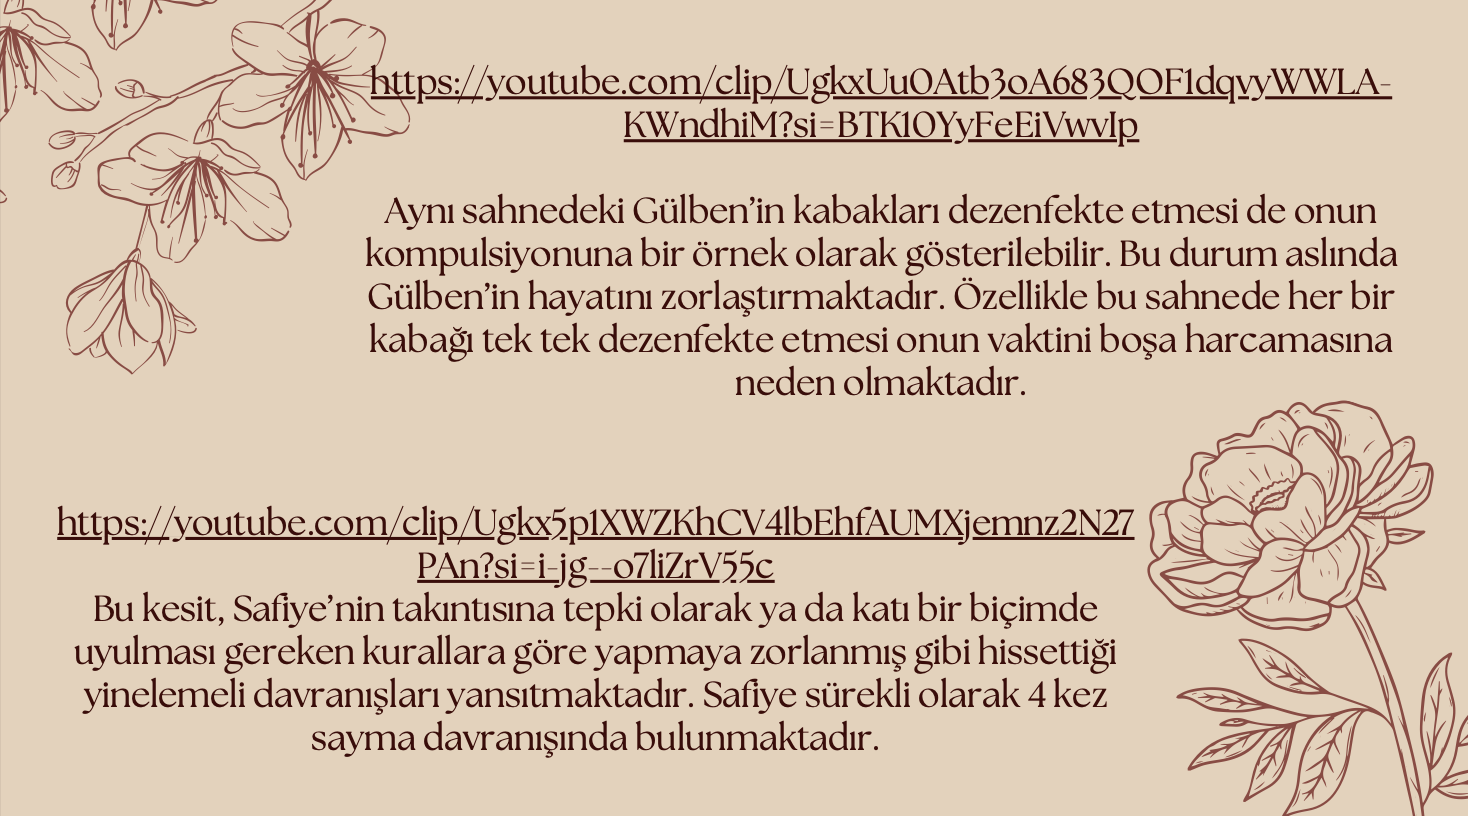 https://youtube.com/clip/UgkxUu0Atb3oA683QOF1dqvyWWLA-
KWndhiM?si=BTK10YyFeEiVwvIp
Aynı sahnedeki Gülben’in kabakları dezenfekte etmesi de onun
kompulsiyonuna bir örnek olarak gösterilebilir. Bu durum aslında
Gülben’in hayatını zorlaştırmaktadır. Özellikle bu sahnede her bir
kabağı tek tek dezenfekte etmesi onun vaktini boşa harcamasına
neden olmaktadır.
https://youtube.com/clip/Ugkx5p1XWZKhCV4lbEhfAUMXjemnz2N27
PAn?si=i-jg--o7liZrV55c
Bu kesit, Safiye’nin takıntısına tepki olarak ya da katı bir biçimde
uyulması gereken kurallara göre yapmaya zorlanmış gibi hissettiği
yinelemeli davranışları yansıtmaktadır. Safiye sürekli olarak 4 kez
sayma davranışında bulunmaktadır.